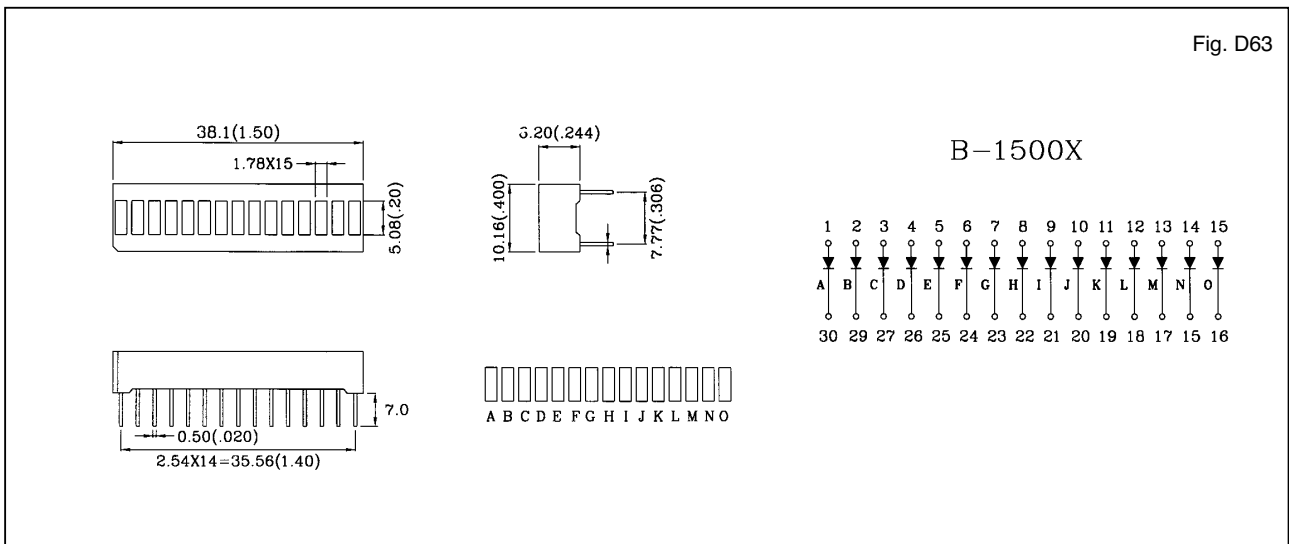 Fig. D63
38.1(1.50)
1.78X15
5.08(.20)
6.20(.244)
10.16(.400)
7.77(.306)
B-1500X
1 2 3 4 5 6 7 8 9 10 11 12 13 14 15
A B C D E F G H I J K L M N O
30 29 27 26 25 24 23 22 21 20 19 18 17 15 16
7.0
0.50(.020)
2.54X14=35.56(1.40)
A B C D E F G H I J K L M N O